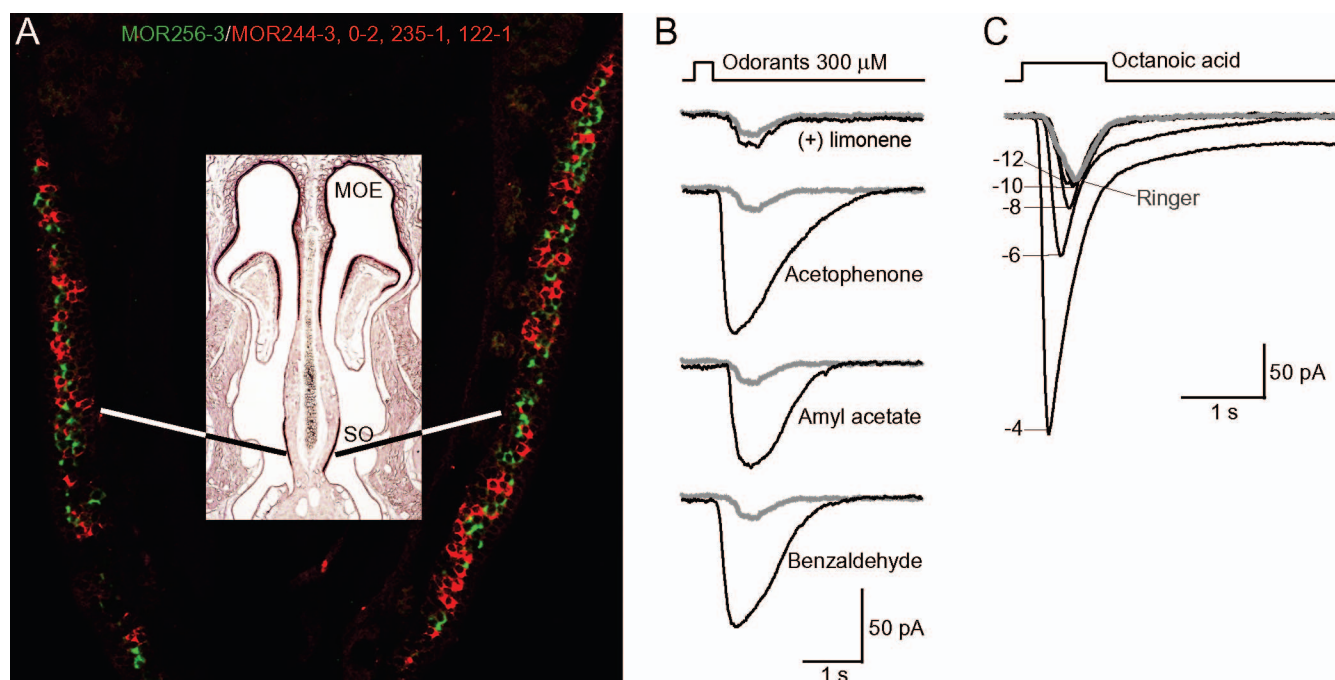 A
MOR256-3/MOR244-3, 0-2, 235-1, 122-1
MOE
SO
B
Odorants 300 µM
(+) limonene
Acetophenone
Amyl acetate
Benzaldehyde
50 pA
1 s
C
Octanoic acid
-12
-10
Ringer
-8
-6
-4
50 pA
1 s